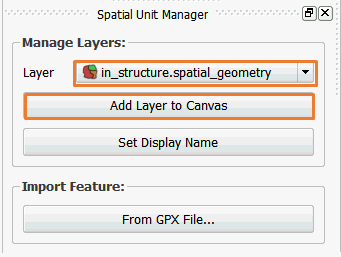 Spatial Unit Manager
Manage Layers:
Layer in_structure.spatial_geometry
Add Layer to Canvas
Set Display Name
Import Feature:
From GPX File...